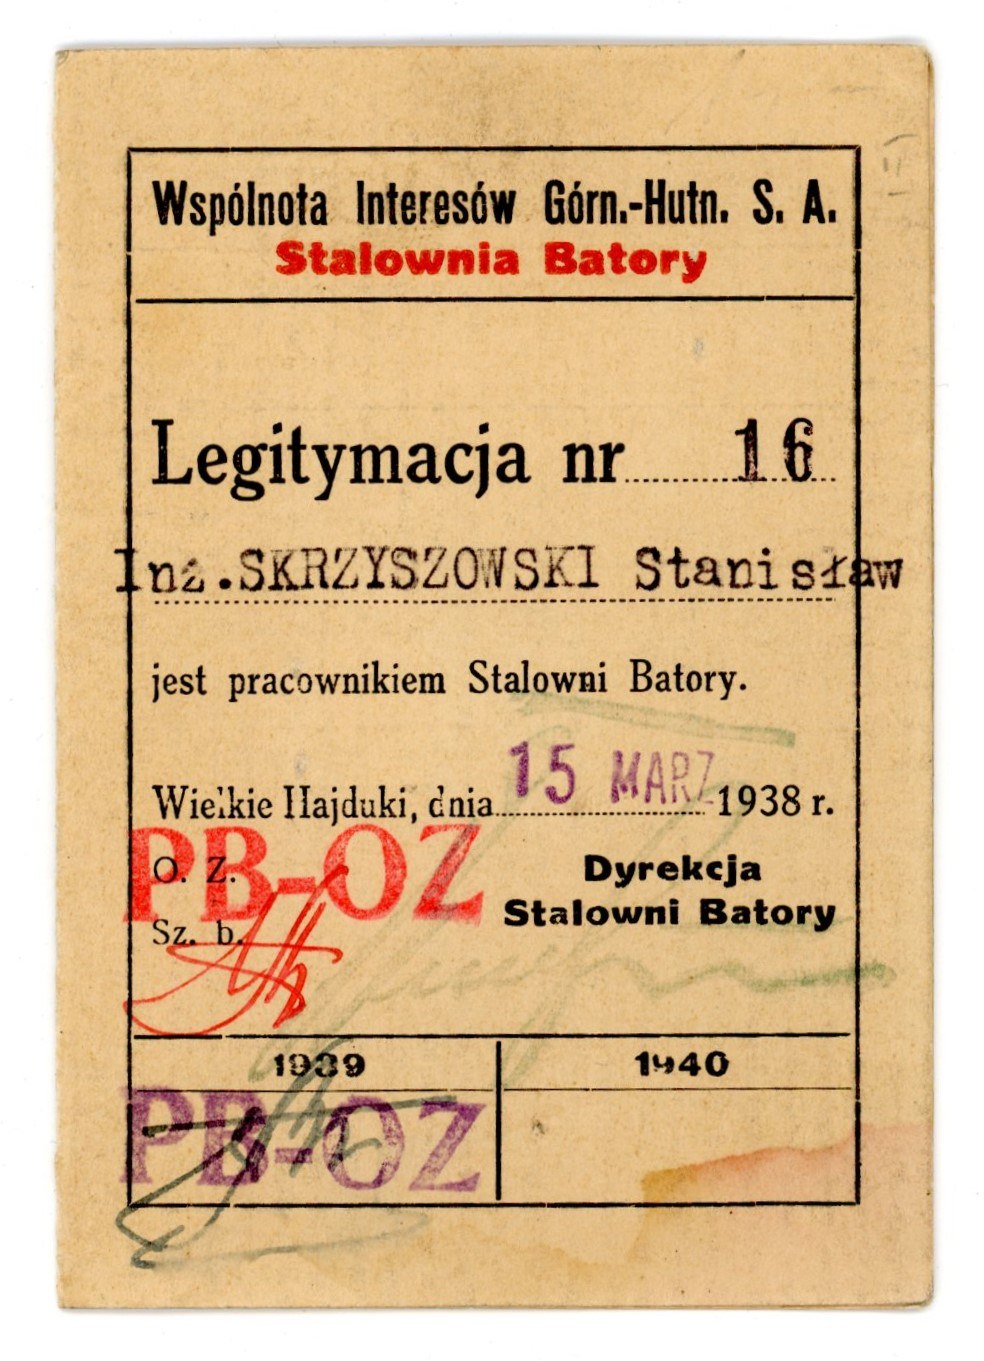 Wspólnota Interesów Górn.-Hutn. S. A.
Stalownia Batory
Legitymacja nr 16
Inż.SKRZYSZOWSKI Stanisław
jest pracownikiem Stalowni Batory.
Wielkie Hajduki, dnia 15 MARZ 1938 r.
PB-OZ
O. Z.
Sz. b.
Dyrekcja
Stalowni Batory
1939
1940
PB-OZ